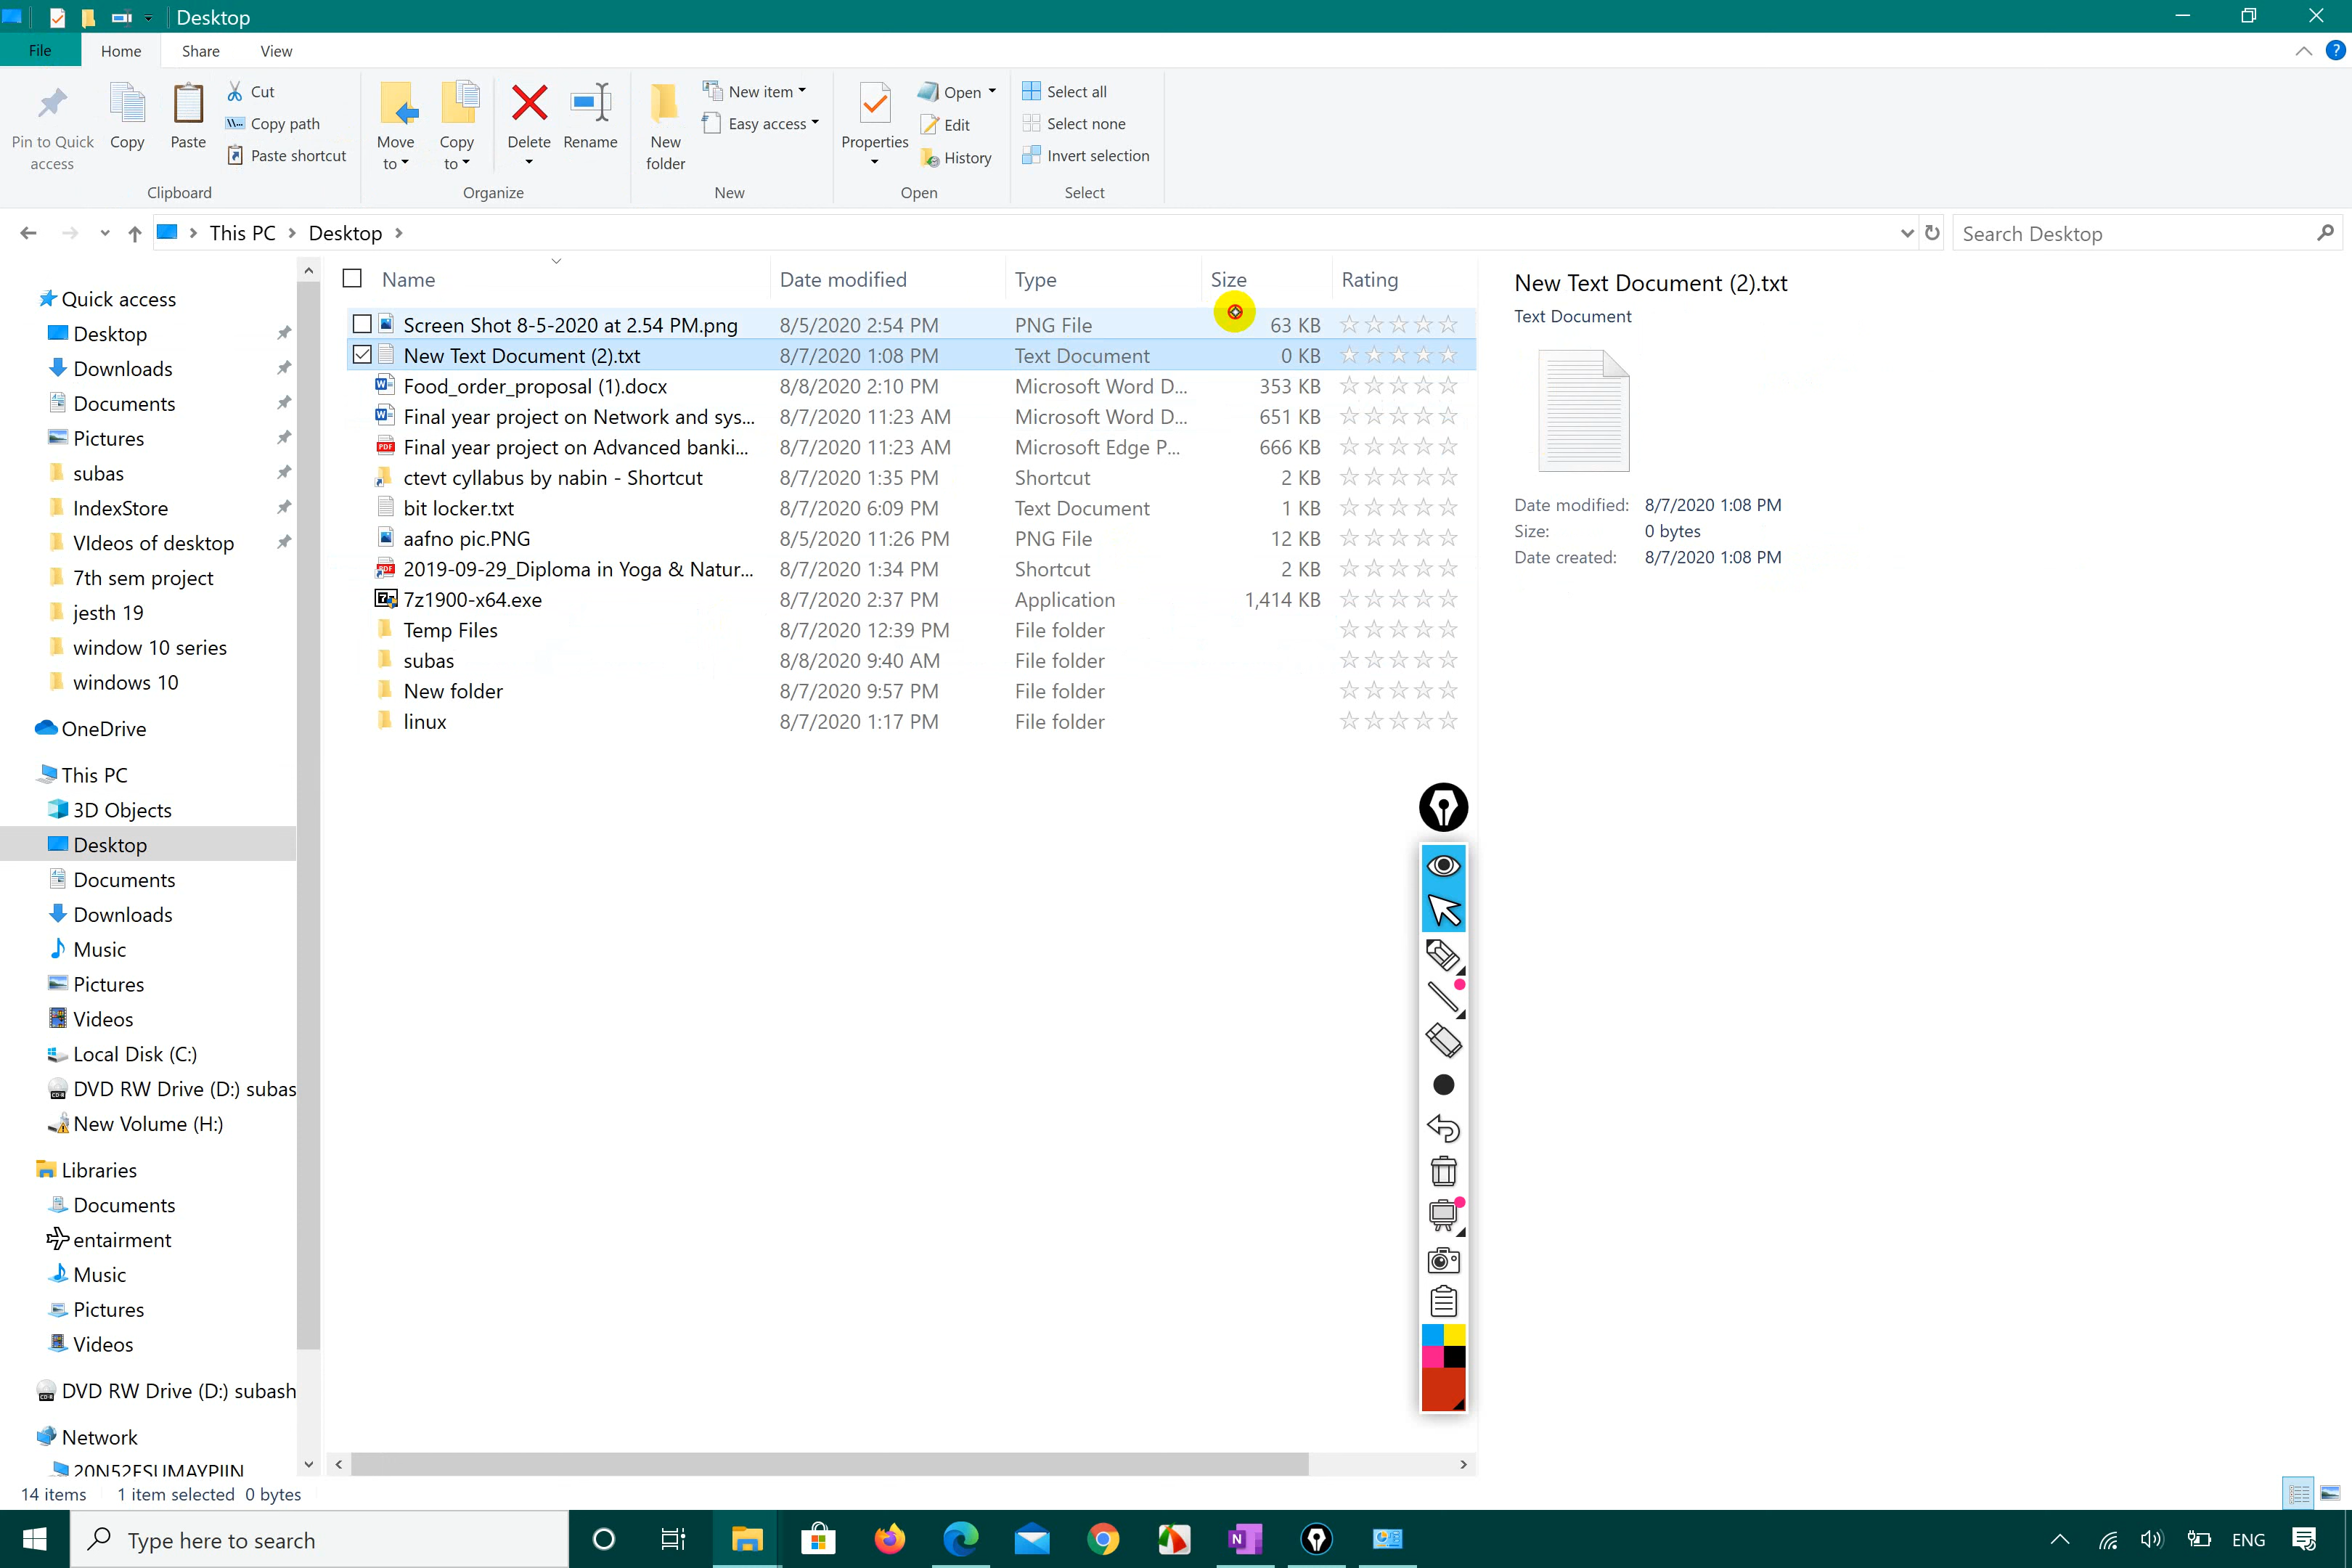 Desktop
File Home Share View
Pin to Quick access
Copy
Paste
Cut
Copy path
Paste shortcut
Clipboard
Move to
Copy to
Delete
Rename
Organize
New folder
New item
Easy access
New
Properties
Open
Edit
History
Open
Select all
Select none
Invert selection
Select
This PC > Desktop >
Search Desktop
Quick access
Desktop
Downloads
Documents
Pictures
subas
IndexStore
VIdeos of desktop
7th sem project
jesth 19
window 10 series
windows 10
OneDrive
This PC
3D Objects
Desktop
Documents
Downloads
Music
Pictures
Videos
Local Disk (C:)
DVD RW Drive (D:) subas
New Volume (H:)
Libraries
Documents
entairment
Music
Pictures
Videos
DVD RW Drive (D:) subash
Network
Name Date modified Type Size Rating
Screen Shot 8-5-2020 at 2.54 PM.png 8/5/2020 2:54 PM PNG File 63 KB
New Text Document (2).txt 8/7/2020 1:08 PM Text Document 0 KB
Food_order_proposal (1).docx 8/8/2020 2:10 PM Microsoft Word D... 353 KB
Final year project on Network and sys... 8/7/2020 11:23 AM Microsoft Word D... 651 KB
Final year project on Advanced banki... 8/7/2020 11:23 AM Microsoft Edge P... 666 KB
ctevt cyllabus by nabin - Shortcut 8/7/2020 1:35 PM Shortcut 2 KB
bit locker.txt 8/7/2020 6:09 PM Text Document 1 KB
aafno pic.PNG 8/5/2020 11:26 PM PNG File 12 KB
2019-09-29_Diploma in Yoga & Natur... 8/7/2020 1:34 PM Shortcut 2 KB
7z1900-x64.exe 8/7/2020 2:37 PM Application 1,414 KB
Temp Files 8/7/2020 12:39 PM File folder
subas 8/8/2020 9:40 AM File folder
New folder 8/7/2020 9:57 PM File folder
linux 8/7/2020 1:17 PM File folder
New Text Document (2).txt
Text Document
Date modified: 8/7/2020 1:08 PM
Size: 0 bytes
Date created: 8/7/2020 1:08 PM
14 items 1 item selected 0 bytes
Type here to search
ENG